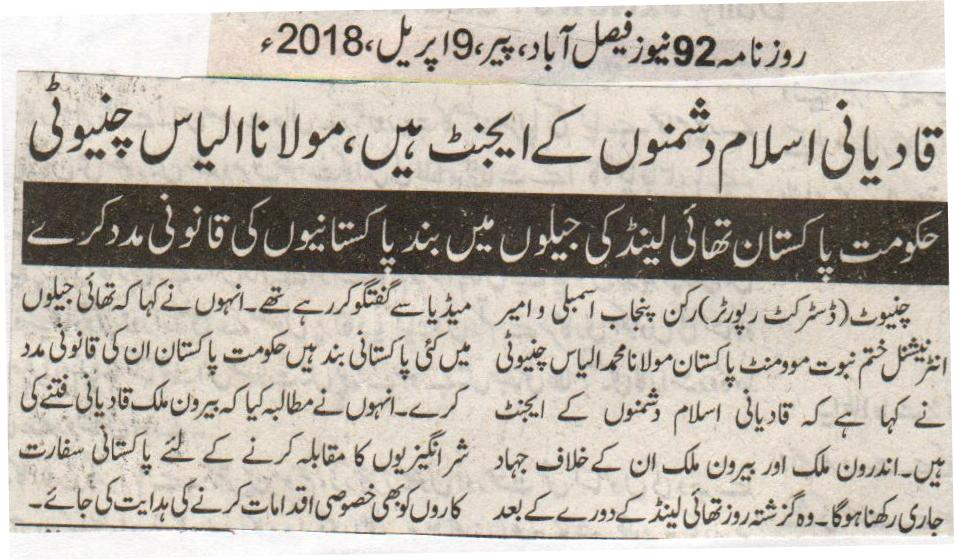 روزنامہ 92 نیوز فیصل آباد، پیر، 9 اپریل، 2018ء
قادیانی اسلام دشمنوں کے ایجنٹ ہیں، مولانا الیاس چنیوٹی
حکومت پاکستان تھائی لینڈ کی جیلوں میں بند پاکستانیوں کی قانونی مدد کرے
چنیوٹ (ڈسٹرکٹ رپورٹر) رکن پنجاب اسمبلی و امیر
انٹرنیشنل ختم نبوت موومنٹ پاکستان مولانا محمد الیاس چنیوٹی
نے کہا ہے کہ قادیانی اسلام دشمنوں کے ایجنٹ
ہیں۔ اندرون ملک اور بیرون ملک ان کے خلاف جہاد
جاری رکھنا ہوگا۔ وہ گزشتہ روز تھائی لینڈ کے دورے کے بعد
میڈیا سے گفتگو کر رہے تھے۔ انہوں نے کہا کہ تھائی جیلوں
میں کئی پاکستانی بند ہیں حکومت پاکستان ان کی قانونی مدد
کرے۔ انہوں نے مطالبہ کیا کہ بیرون ملک قادیانی فتنے کی
شر انگیزیوں کا مقابلہ کرنے کے لئے پاکستانی سفارت
کاروں کو بھی خصوصی اقدامات کرنے کی ہدایت کی جائے۔